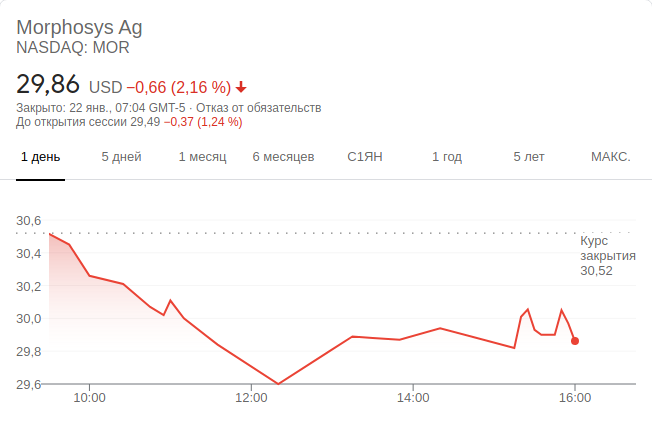 Morphosys Ag
NASDAQ: MOR
29,86 USD −0,66 (2,16 %)
Закрыто: 22 янв., 07:04 GMT-5 · Отказ от обязательств
До открытия сессии 29,49 −0,37 (1,24 %)
1 день 5 дней 1 месяц 6 месяцев С1ЯН 1 год 5 лет МАКС.
30,6
Курс
закрытия
30,52
30,4
30,2
30,0
29,8
29,6
10:00 12:00 14:00 16:00